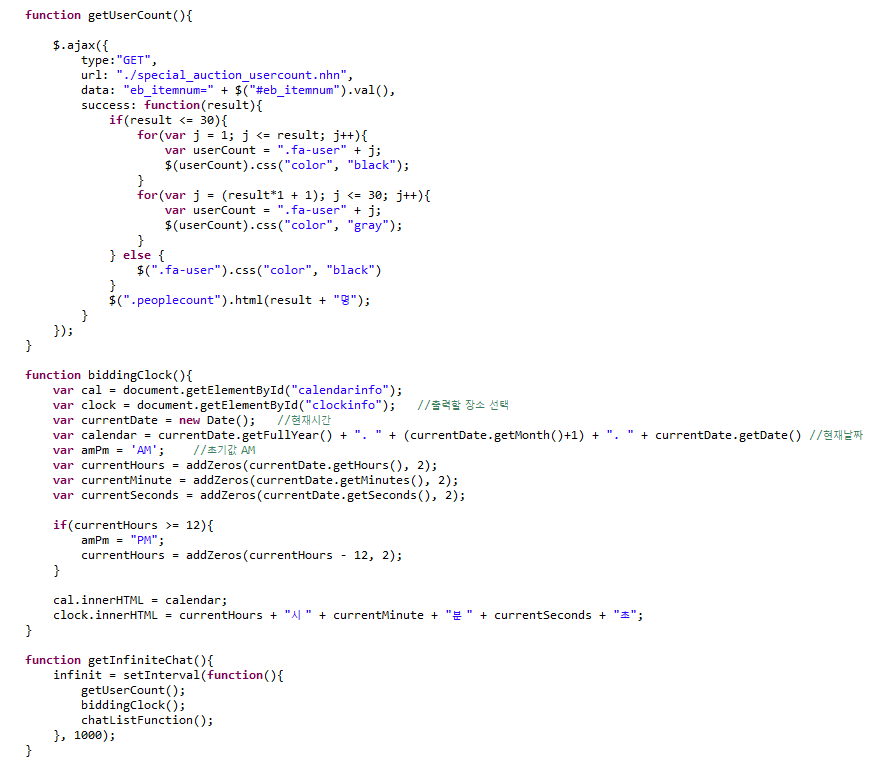 function getUserCount(){
$.ajax({
type:"GET",
url: "./special_auction_usercount.nhn",
data: "eb_itemnum=" + $("#eb_itemnum").val(),
success: function(result){
if(result <= 30){
for(var j = 1; j <= result; j++){
var userCount = ".fa-user" + j;
$(userCount).css("color", "black");
}
for(var j = (result*1 + 1); j <= 30; j++){
var userCount = ".fa-user" + j;
$(userCount).css("color", "gray");
}
} else {
$(".fa-user").css("color", "black")
}
$(".peoplecount").html(result + "명");
}
});
}
function biddingClock(){
var cal = document.getElementById("calendarinfo");
var clock = document.getElementById("clockinfo");   //출력할 장소 선택
var currentDate = new Date();   //현재시간
var calendar = currentDate.getFullYear() + ". " + (currentDate.getMonth()+1) + ". " + currentDate.getDate() //현재날짜
var amPm = 'AM';    //초기값 AM
var currentHours = addZeros(currentDate.getHours(), 2);
var currentMinute = addZeros(currentDate.getMinutes(), 2);
var currentSeconds = addZeros(currentDate.getSeconds(), 2);
if(currentHours >= 12){
amPm = "PM";
currentHours = addZeros(currentHours - 12, 2);
}
cal.innerHTML = calendar;
clock.innerHTML = currentHours + "시 " + currentMinute + "분 " + currentSeconds + "초";
}
function getInfiniteChat(){
infinit = setInterval(function(){
getUserCount();
biddingClock();
chatListFunction();
}, 1000);
}